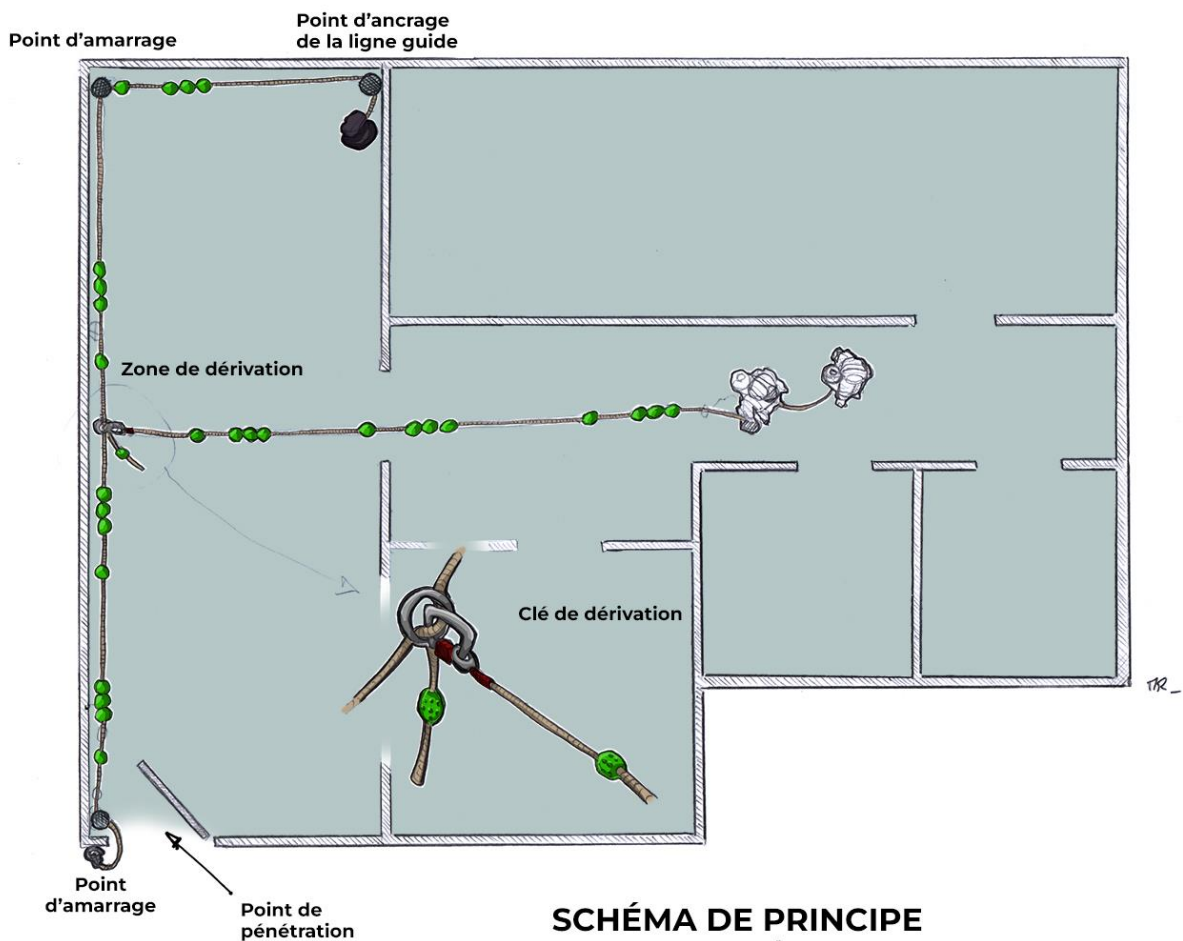 Point d'amarrage
Point d'ancrage
de la ligne guide
Zone de dérivation
Clé de dérivation
Point
d'amarrage
Point de
pénétration
SCHÉMA DE PRINCIPE